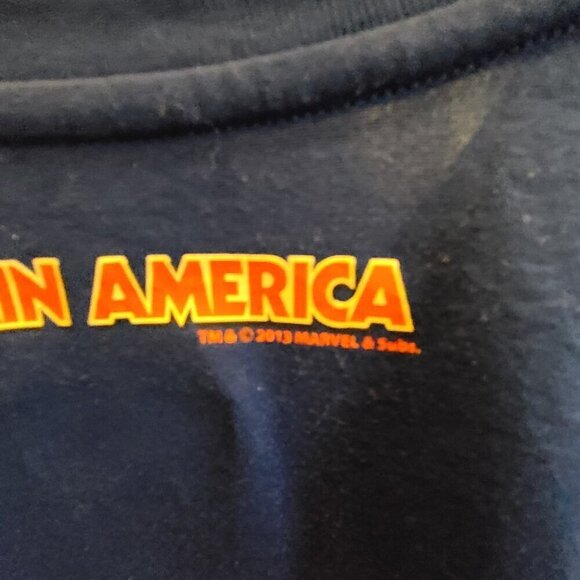 IN AMERICA
TM & © 2013 MARVEL & Subs.